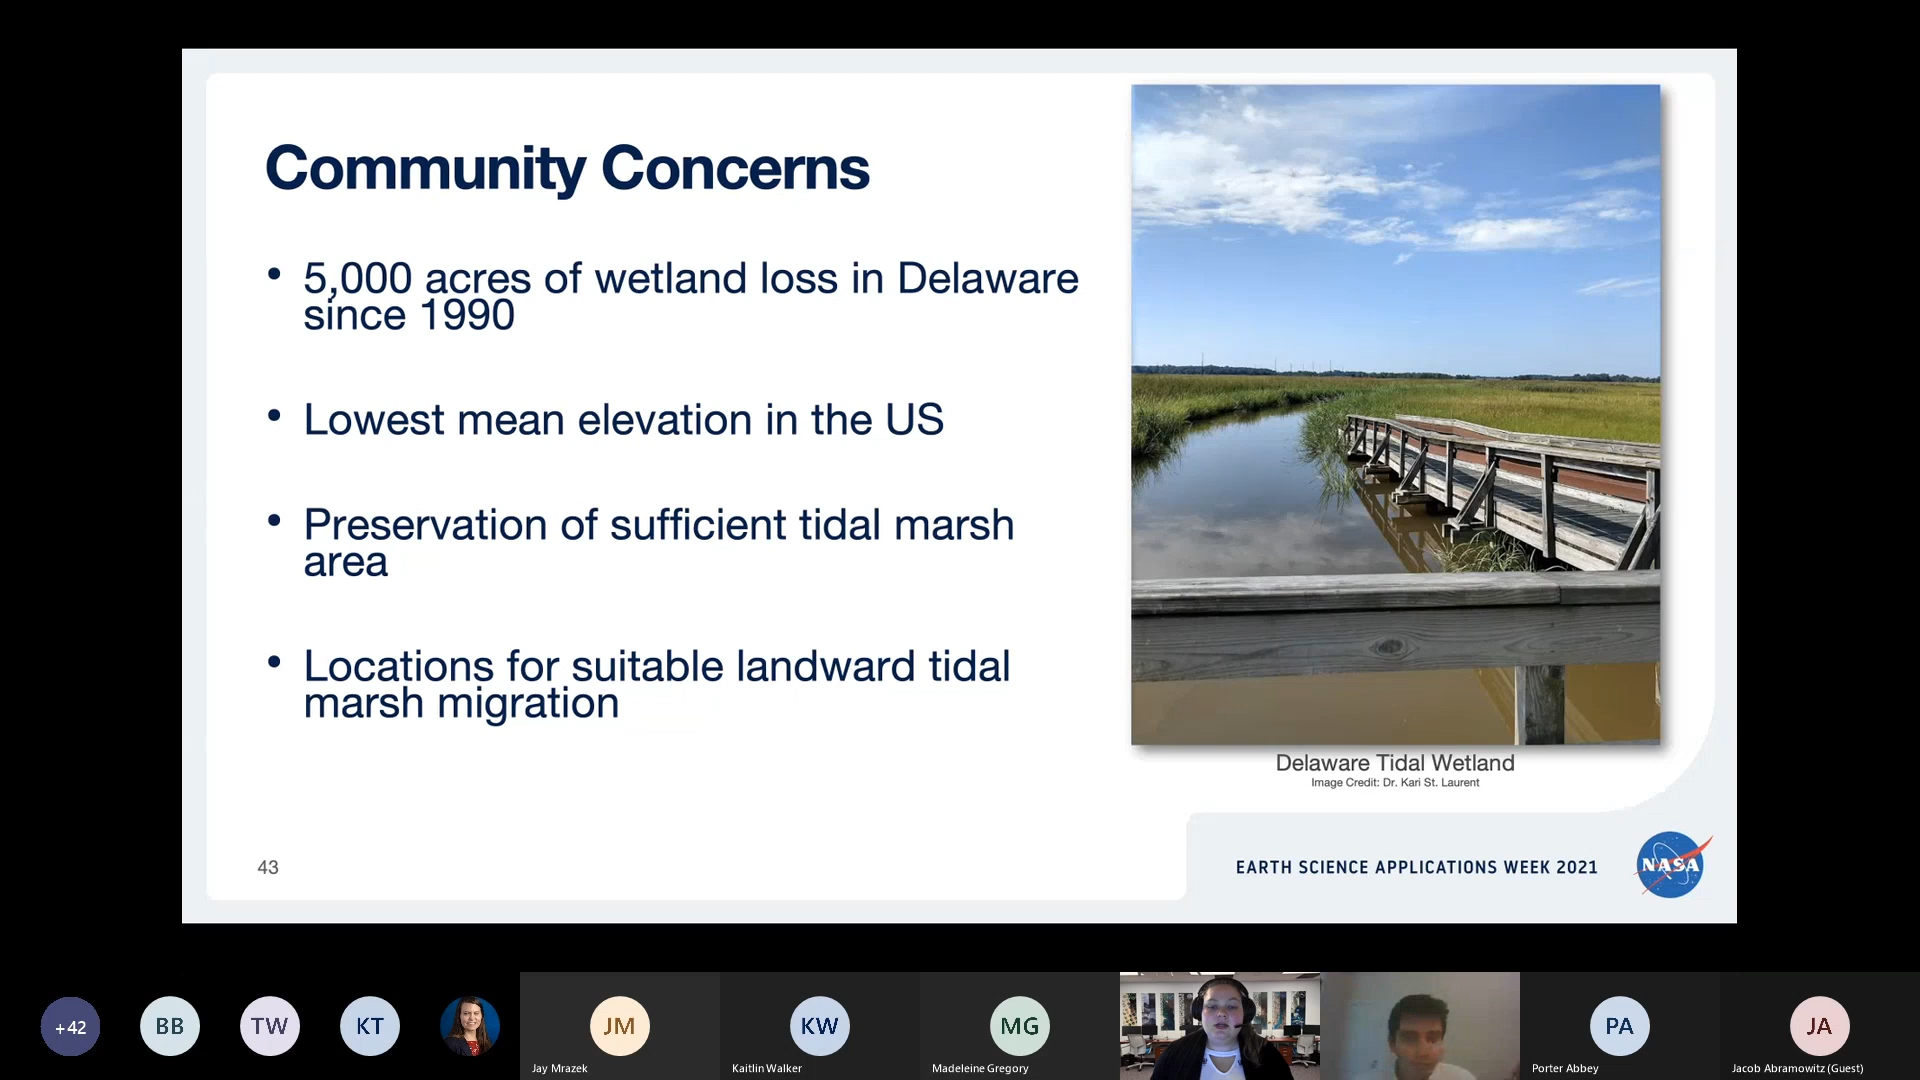 Community Concerns
• 5,000 acres of wetland loss in Delaware
since 1990
• Lowest mean elevation in the US
• Preservation of sufficient tidal marsh
area
• Locations for suitable landward tidal
marsh migration
Delaware Tidal Wetland
Image Credit: Dr. Kari St. Laurent
43
EARTH SCIENCE APPLICATIONS WEEK 2021
NASA
+42
BB
TW
KT
JM
KW
MG
PA
JA
Jay Mrazek
Kaitlin Walker
Madeleine Gregory
Porter Abbey
Jacob Abramowitz (Guest)